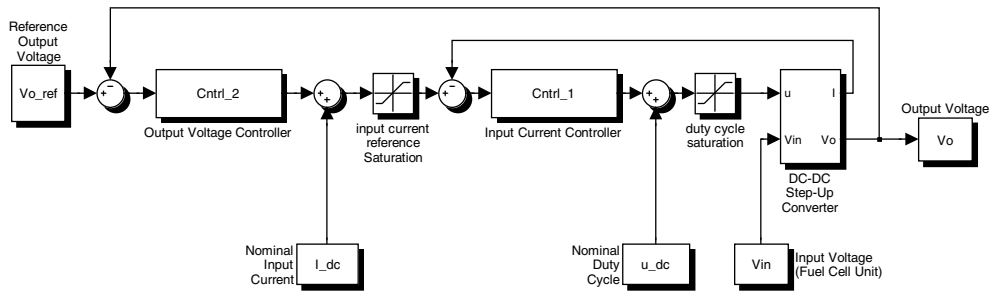 Reference
Output
Voltage
Vo_ref
Cntrl_2
Output Voltage Controller
input current
reference
Saturation
Cntrl_1
Input Current Controller
duty cycle
saturation
u
I
Vin
Vo
DC-DC
Step-Up
Converter
Output Voltage
Vo
Nominal
Input
Current
I_dc
Nominal
Duty
Cycle
u_dc
Vin
Input Voltage
(Fuel Cell Unit)